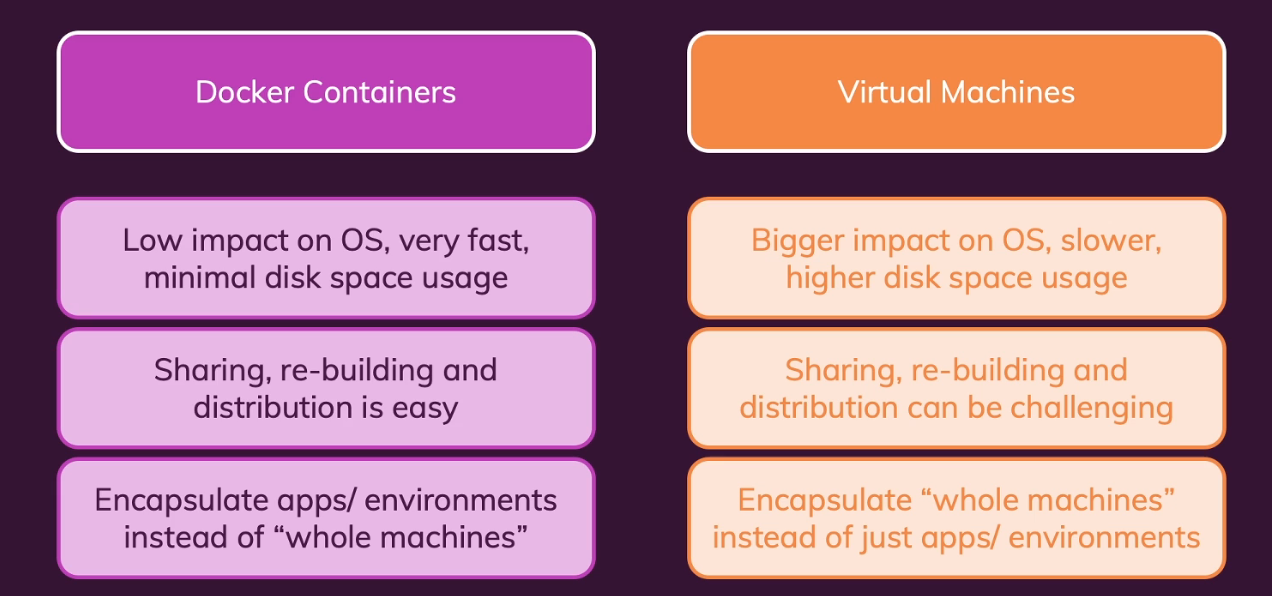 Docker Containers
Virtual Machines
Low impact on OS, very fast,
minimal disk space usage
Bigger impact on OS, slower,
higher disk space usage
Sharing, re-building and
distribution is easy
Sharing, re-building and
distribution can be challenging
Encapsulate apps/ environments
instead of “whole machines”
Encapsulate “whole machines”
instead of just apps/ environments